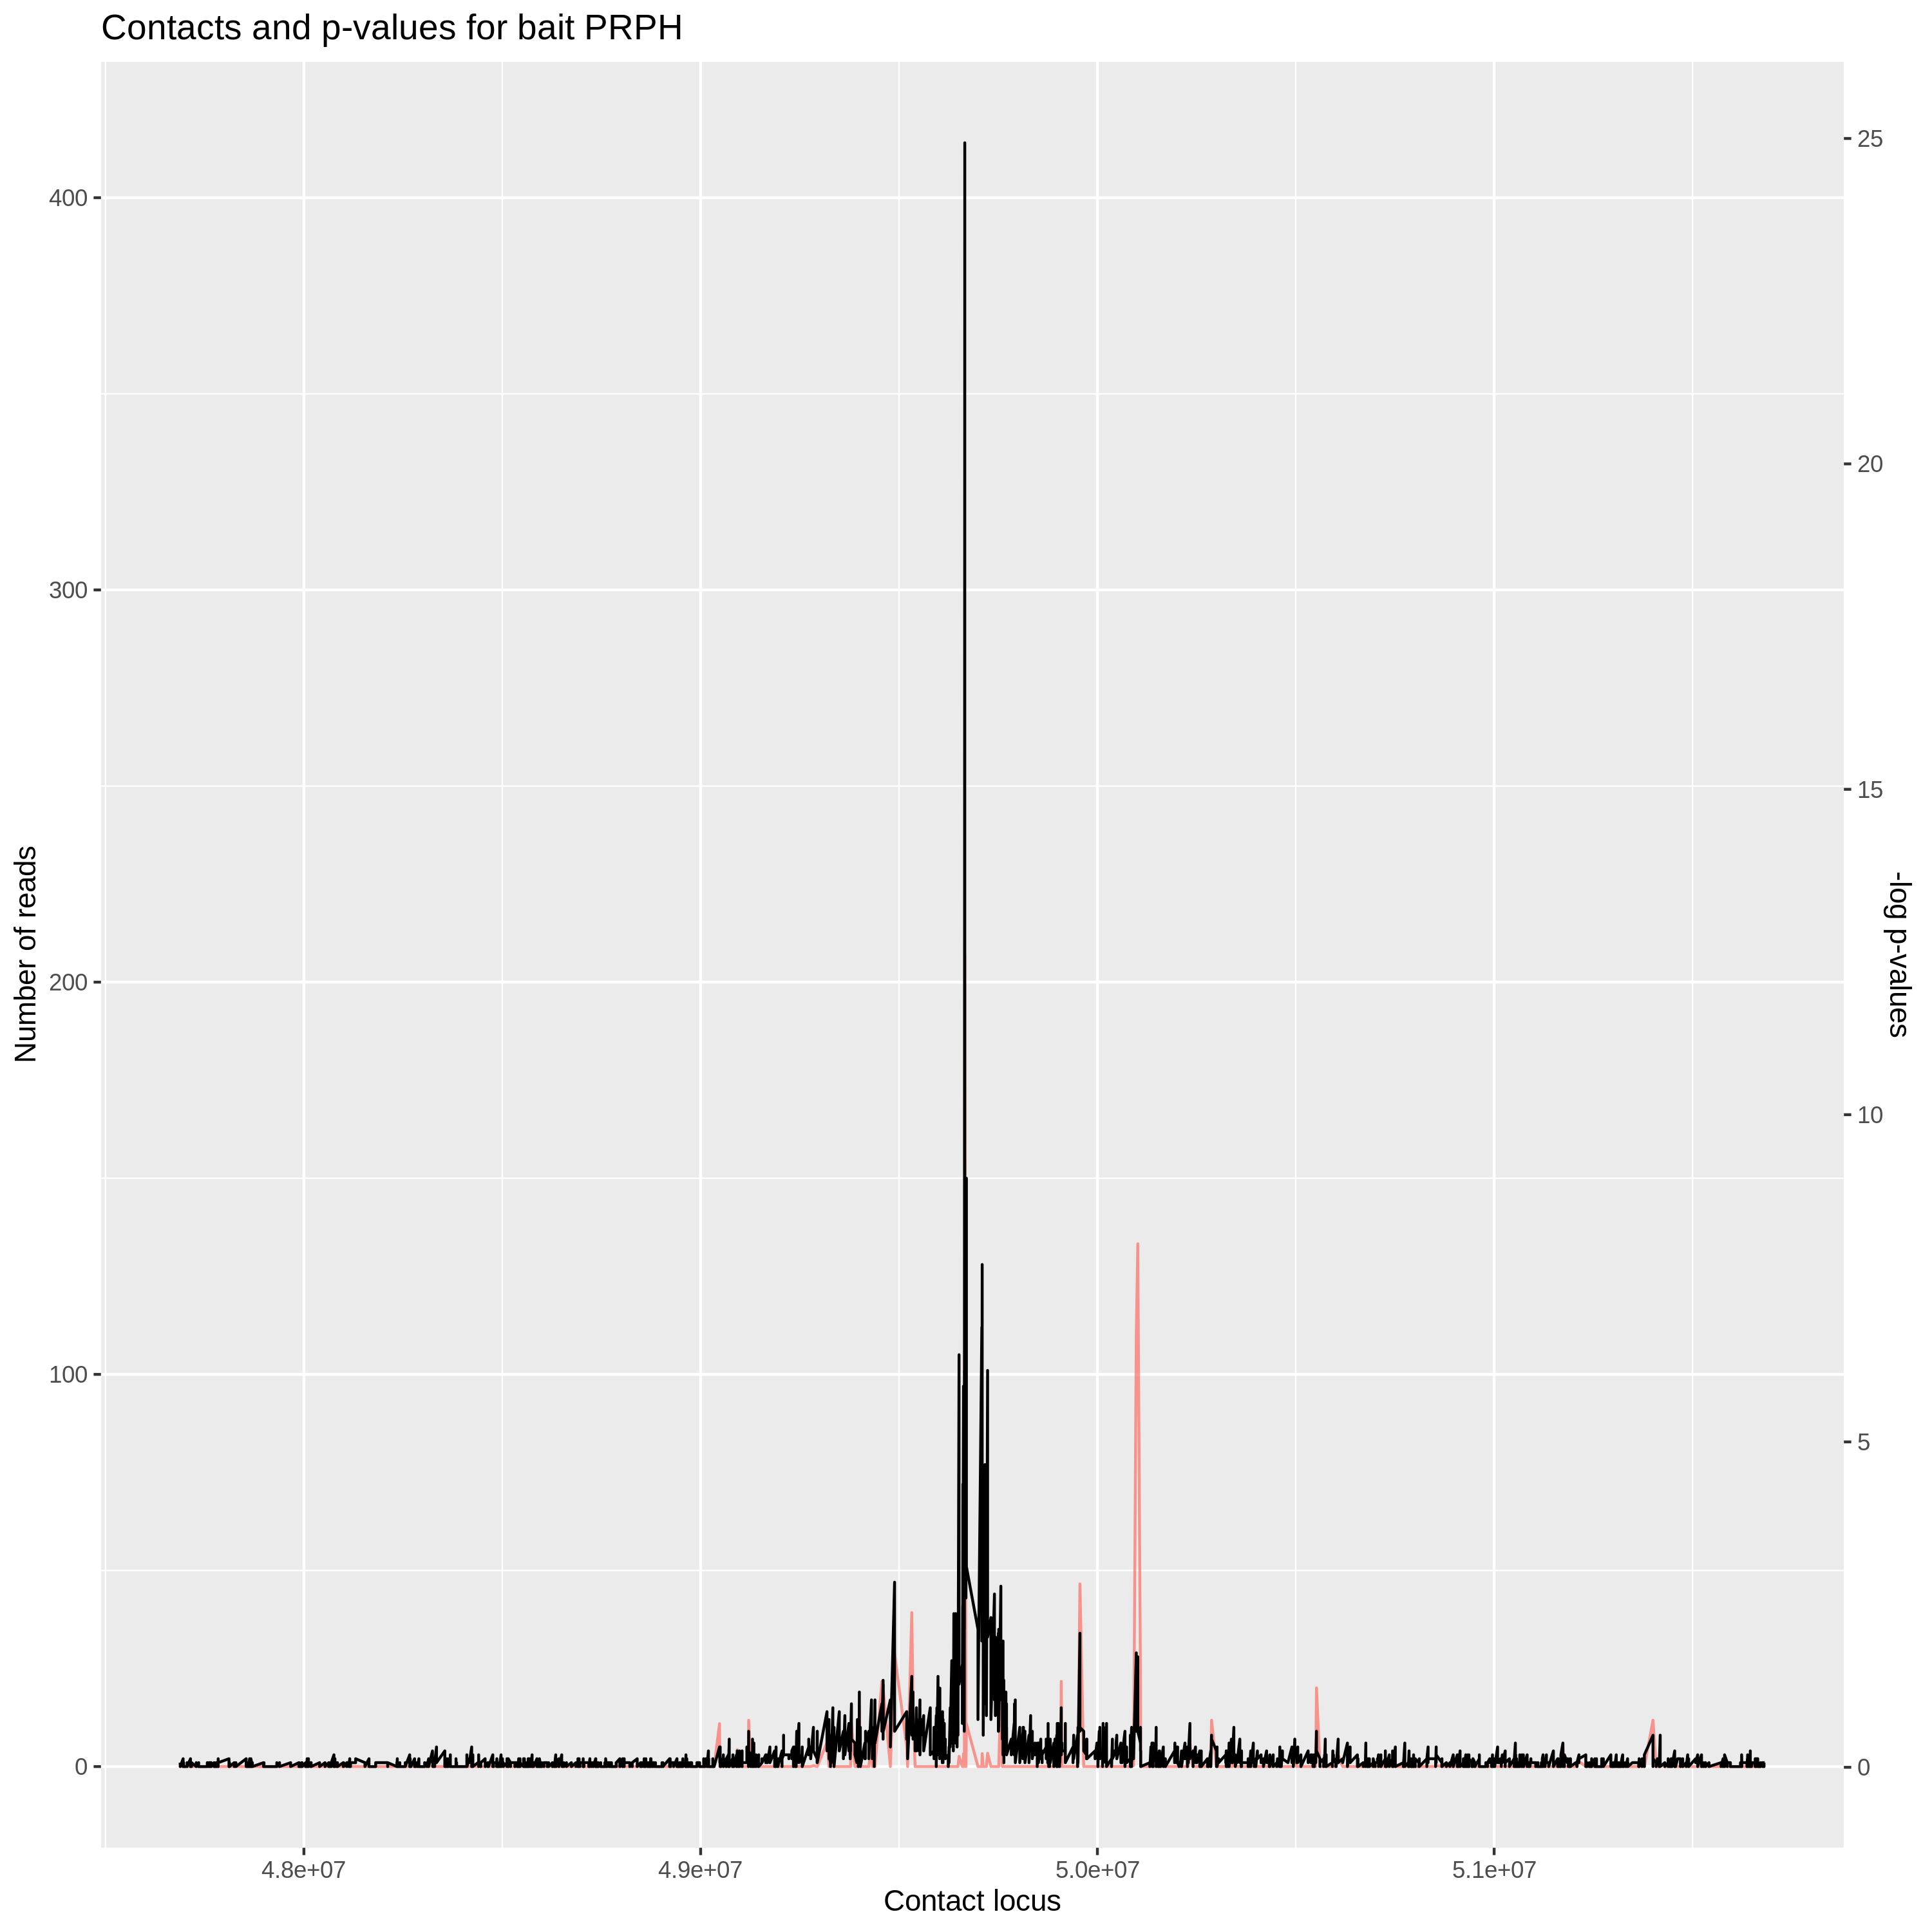 Contacts and p-values for bait PRPH
25
400
20
300
15
Number of reads
-log p-values
200
10
100
5
0
0
4.8e+07
4.9e+07
5.0e+07
5.1e+07
Contact locus